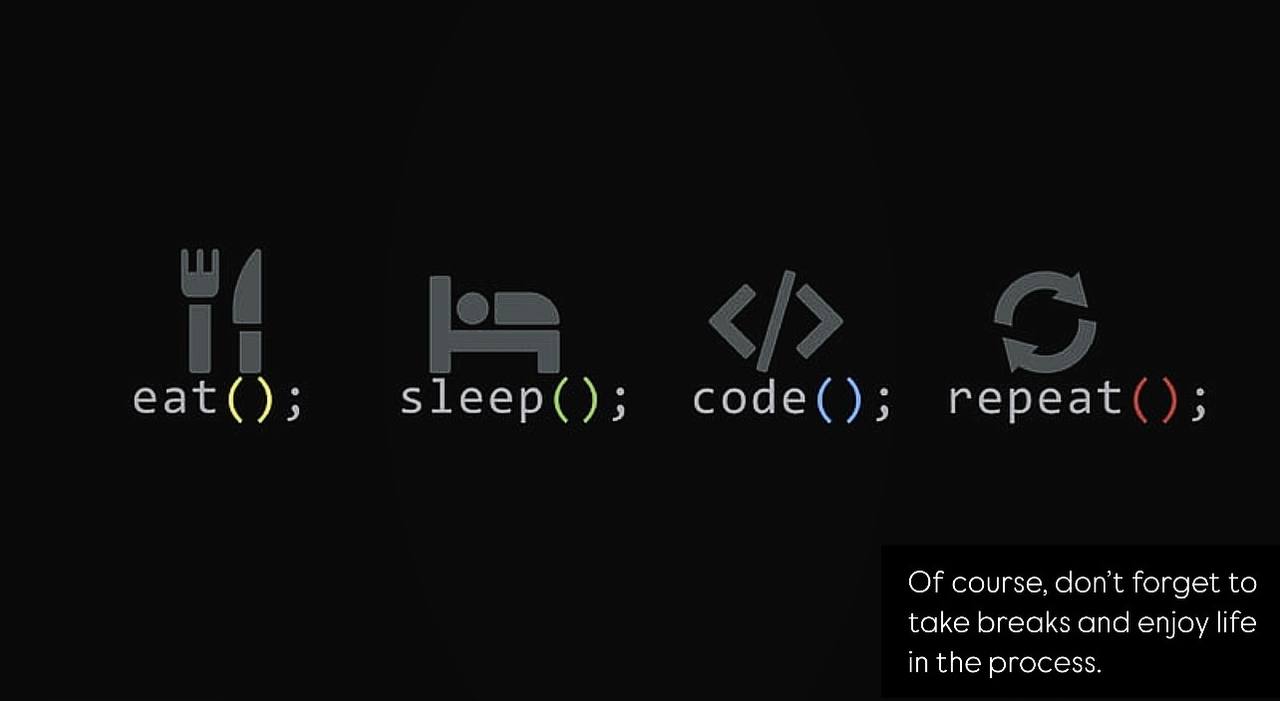 eat(); sleep(); code(); repeat();
Of course, don't forget to
take breaks and enjoy life
in the process.